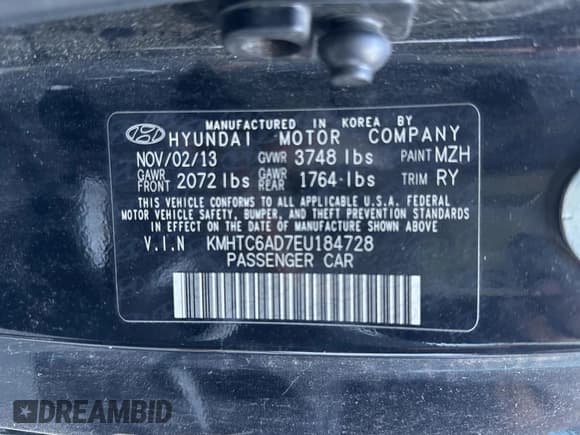 MANUFACTURED IN KOREA BY
HYUNDAI MOTOR COMPANY
NOV/02/13 GVWR 3748 lbs PAINT MZH
GAWR FRONT 2072 lbs GAWR REAR 1764 lbs TRIM RY
THIS VEHICLE CONFORMS TO ALL APPLICABLE U.S.A. FEDERAL
MOTOR VEHICLE SAFETY, BUMPER, AND THEFT PREVENTION STANDARDS
IN EFFECT ON THE DATE OF MANUFACTURE SHOWN ABOVE
V.I.N KMHTC6AD7EU184728
PASSENGER CAR
DREAMBID